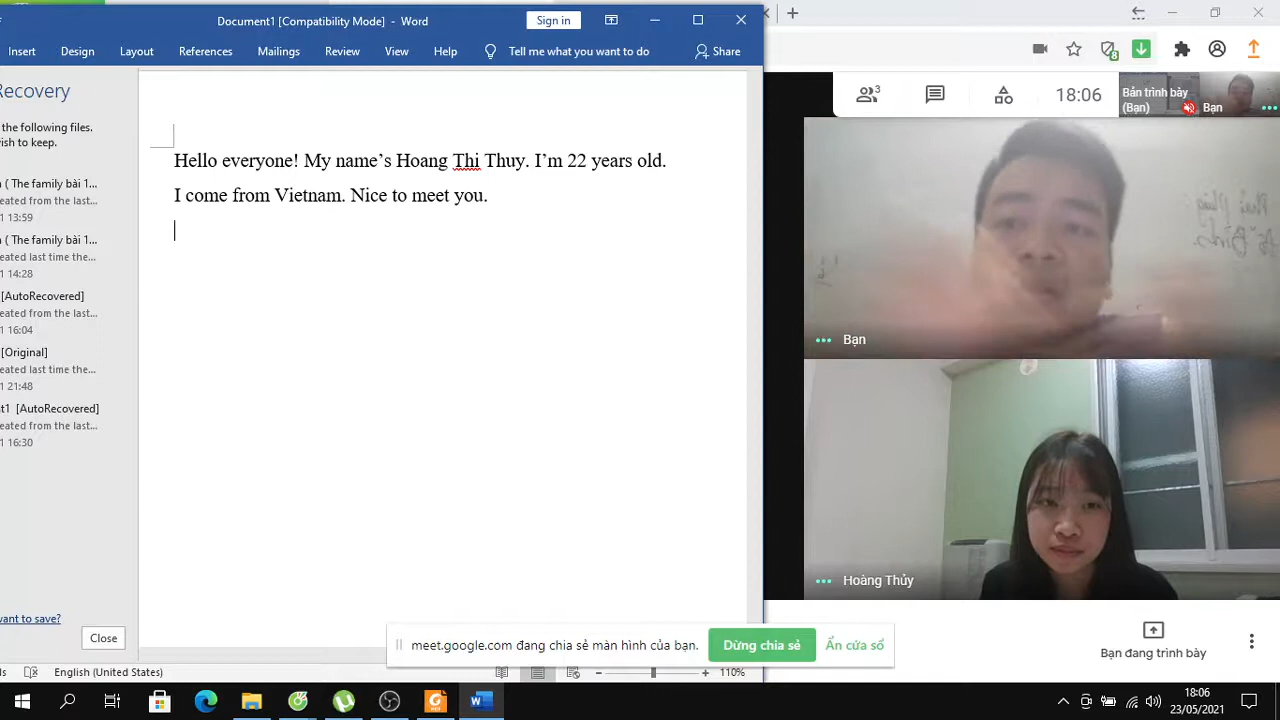 Document1 [Compatibility Mode] - Word
Sign in
Insert Design Layout References Mailings Review View Help Tell me what you want to do Share
Recovery
the following files.
ish to keep.
a ( The family bài 1...
eated from the last...
13:59
a ( The family bài 1...
eated last time the...
1 14:28
[AutoRecovered]
eated from the last...
1 16:04
[Original]
eated last time the...
1 21:48
t1 [AutoRecovered]
eated from the last...
1 16:30
want to save?
Close
Hello everyone! My name’s Hoang Thi Thuy. I’m 22 years old.
I come from Vietnam. Nice to meet you.
English (United States)
110%
8
3
18:06
Bản trình bày
(Bạn)
Bạn
Bạn
Hoàng Thủy
meet.google.com đang chia sẻ màn hình của bạn. Dừng chia sẻ Ẩn cửa sổ
Bạn đang trình bày
18:06
23/05/2021